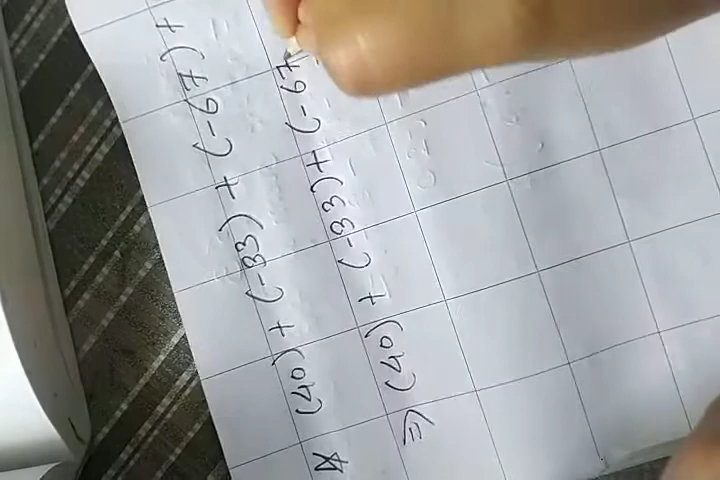 ☆ (40) + (-33) + (-67) +
⇒ (40) + (-33) + (-67